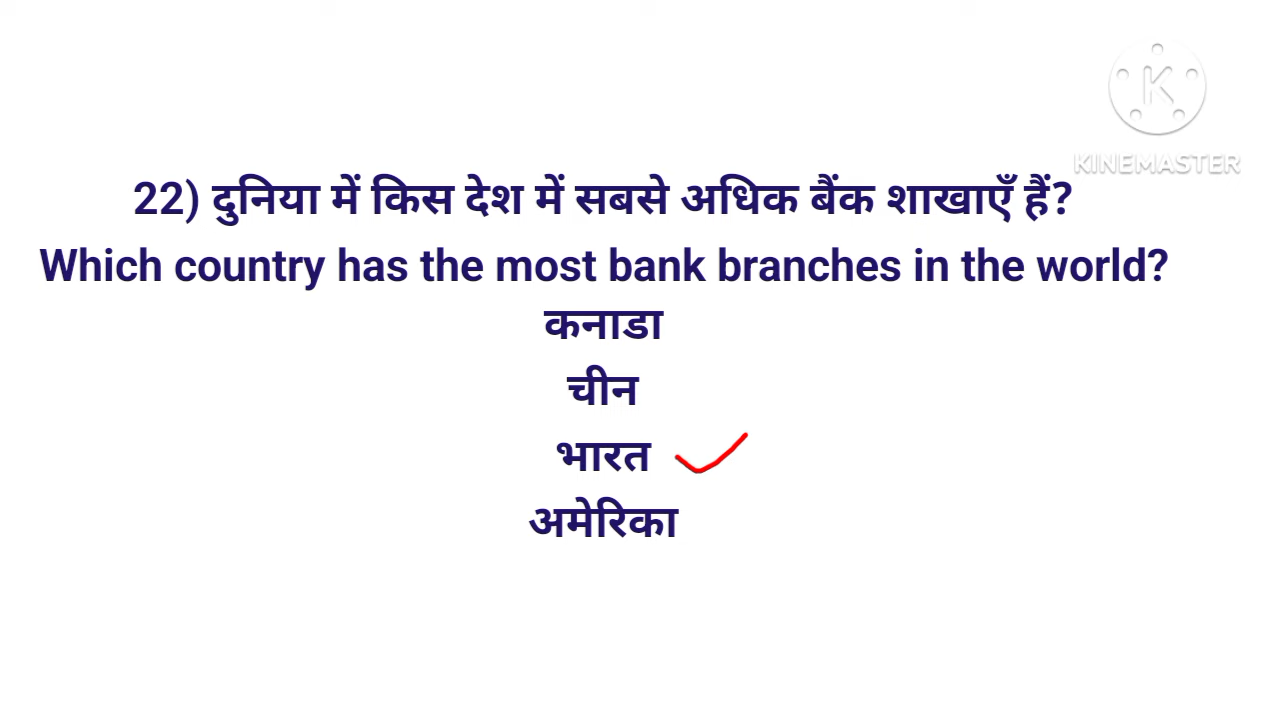 22) दुनिया में किस देश में सबसे अधिक बैंक शाखाएँ हैं?
Which country has the most bank branches in the world?
कनाडा
चीन
भारत
अमेरिका
K
KINEMASTER